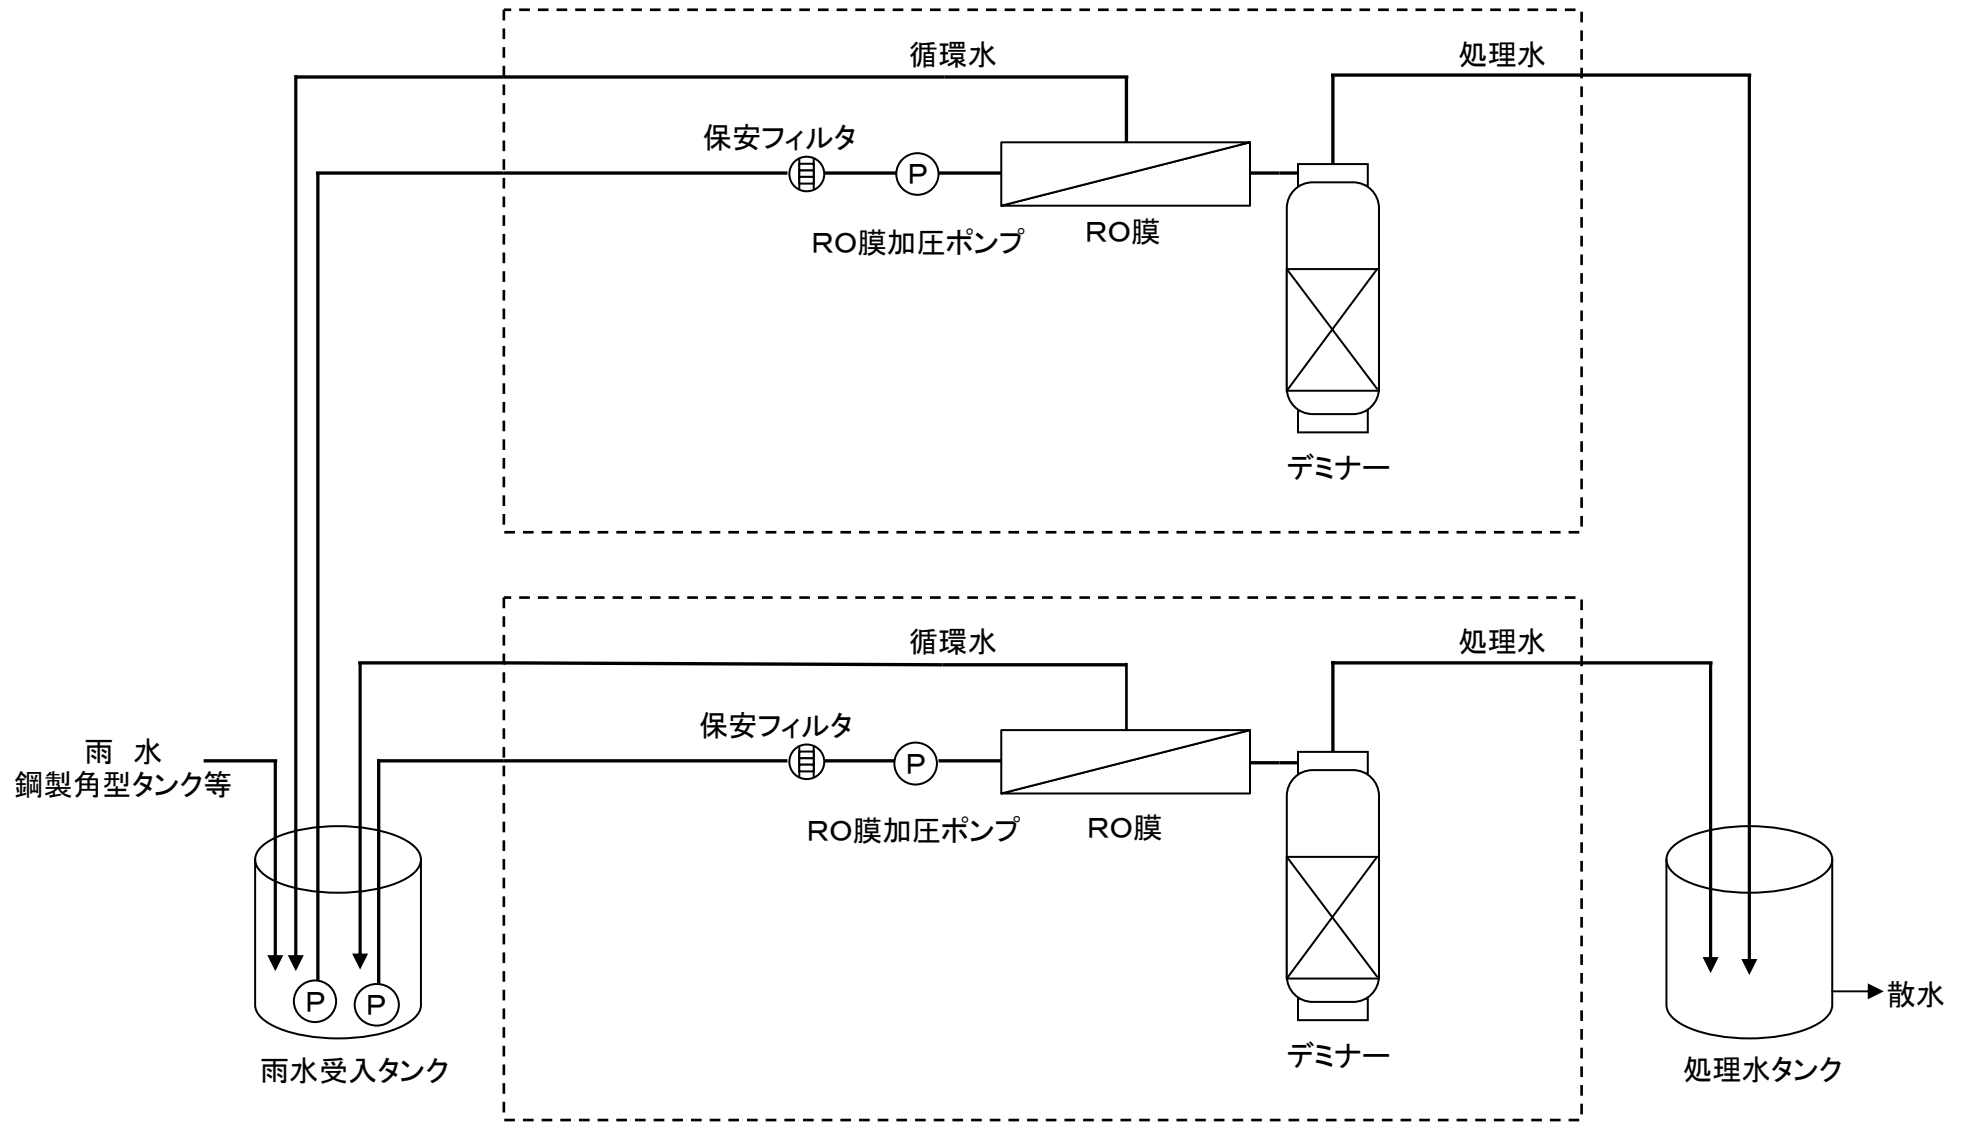 循環水
処理水
保安フィルタ
P
RO膜加圧ポンプ
RO膜
デミナー
循環水
処理水
保安フィルタ
P
RO膜加圧ポンプ
RO膜
デミナー
雨 水
鋼製角型タンク等
P
P
雨水受入タンク
散水
処理水タンク